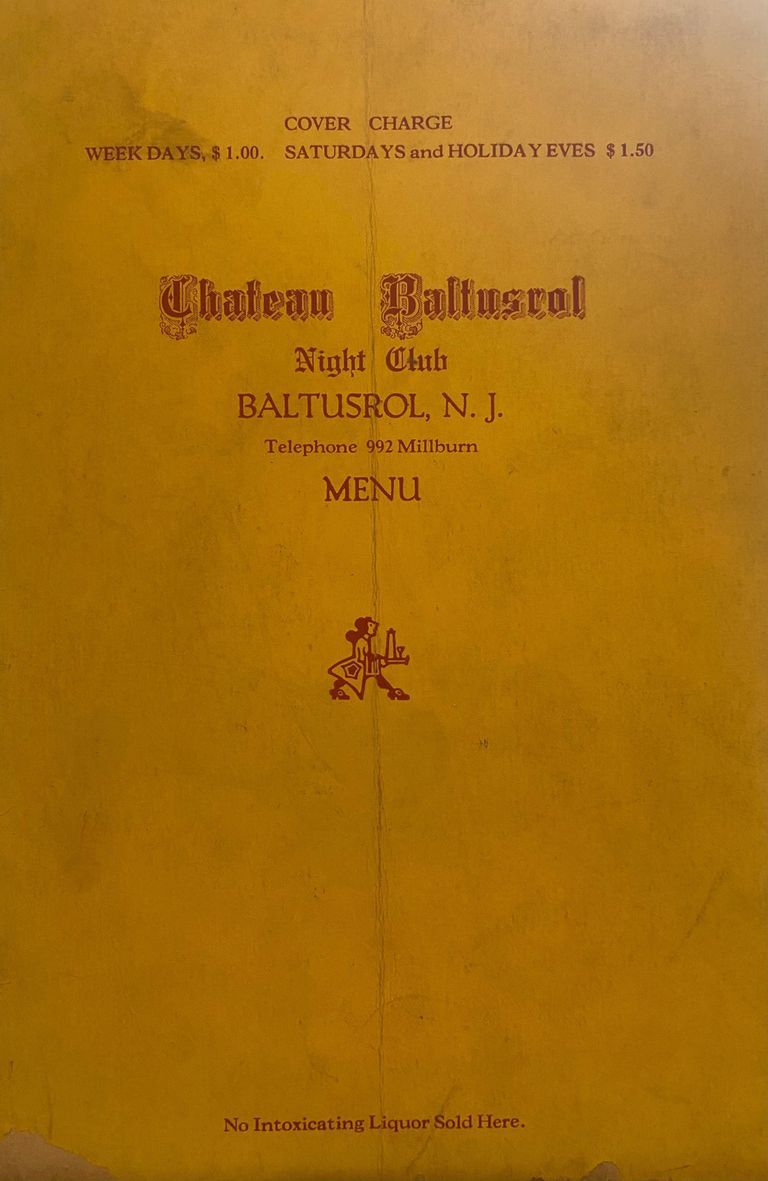 COVER CHARGE
WEEK DAYS, $1.00. SATURDAYS and HOLIDAY EVES $1.50
Chateau Baltusrol
Night Club
BALTUSROL, N. J.
Telephone 992 Millburn
MENU
No Intoxicating Liquor Sold Here.